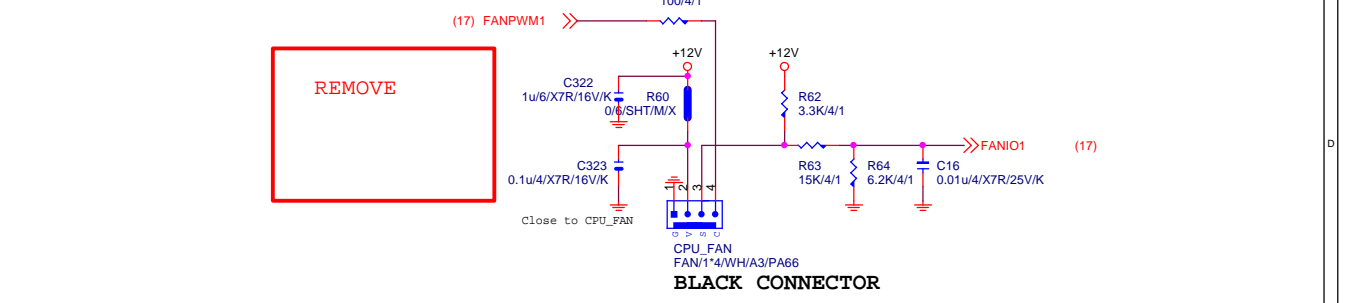 100/4/1
(17) FANPWM1
+12V
+12V
REMOVE
C322
1u/6/X7R/16V/K
R60
0/6/SHT/M/X
R62
3.3K/4/1
FANIO1
(17)
D
C323
0.1u/4/X7R/16V/K
R63
15K/4/1
R64
6.2K/4/1
C16
0.01u/4/X7R/25V/K
1
2
3
4
Close to CPU_FAN
G
V
S
C
CPU_FAN
FAN/1*4/WH/A3/PA66
BLACK CONNECTOR